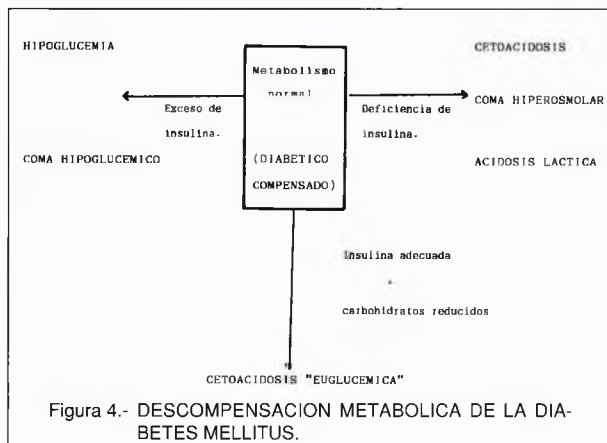 HIPOGLUCEMIA
CETOACIDOSIS
Metabolismo
normal
Exceso de
insulina.
Deficiencia de
insulina.
COMA HIPEROSMOLAR
COMA HIPOGLUCEMICO
(DIABETICO
COMPENSADO)
ACIDOSIS LACTICA
Insulina adecuada
carbohidratos reducidos
CETOACIDOSIS "EUGLUCEMICA"
Figura 4.- DESCOMPENSACION METABOLICA DE LA DIA-
BETES MELLITUS.